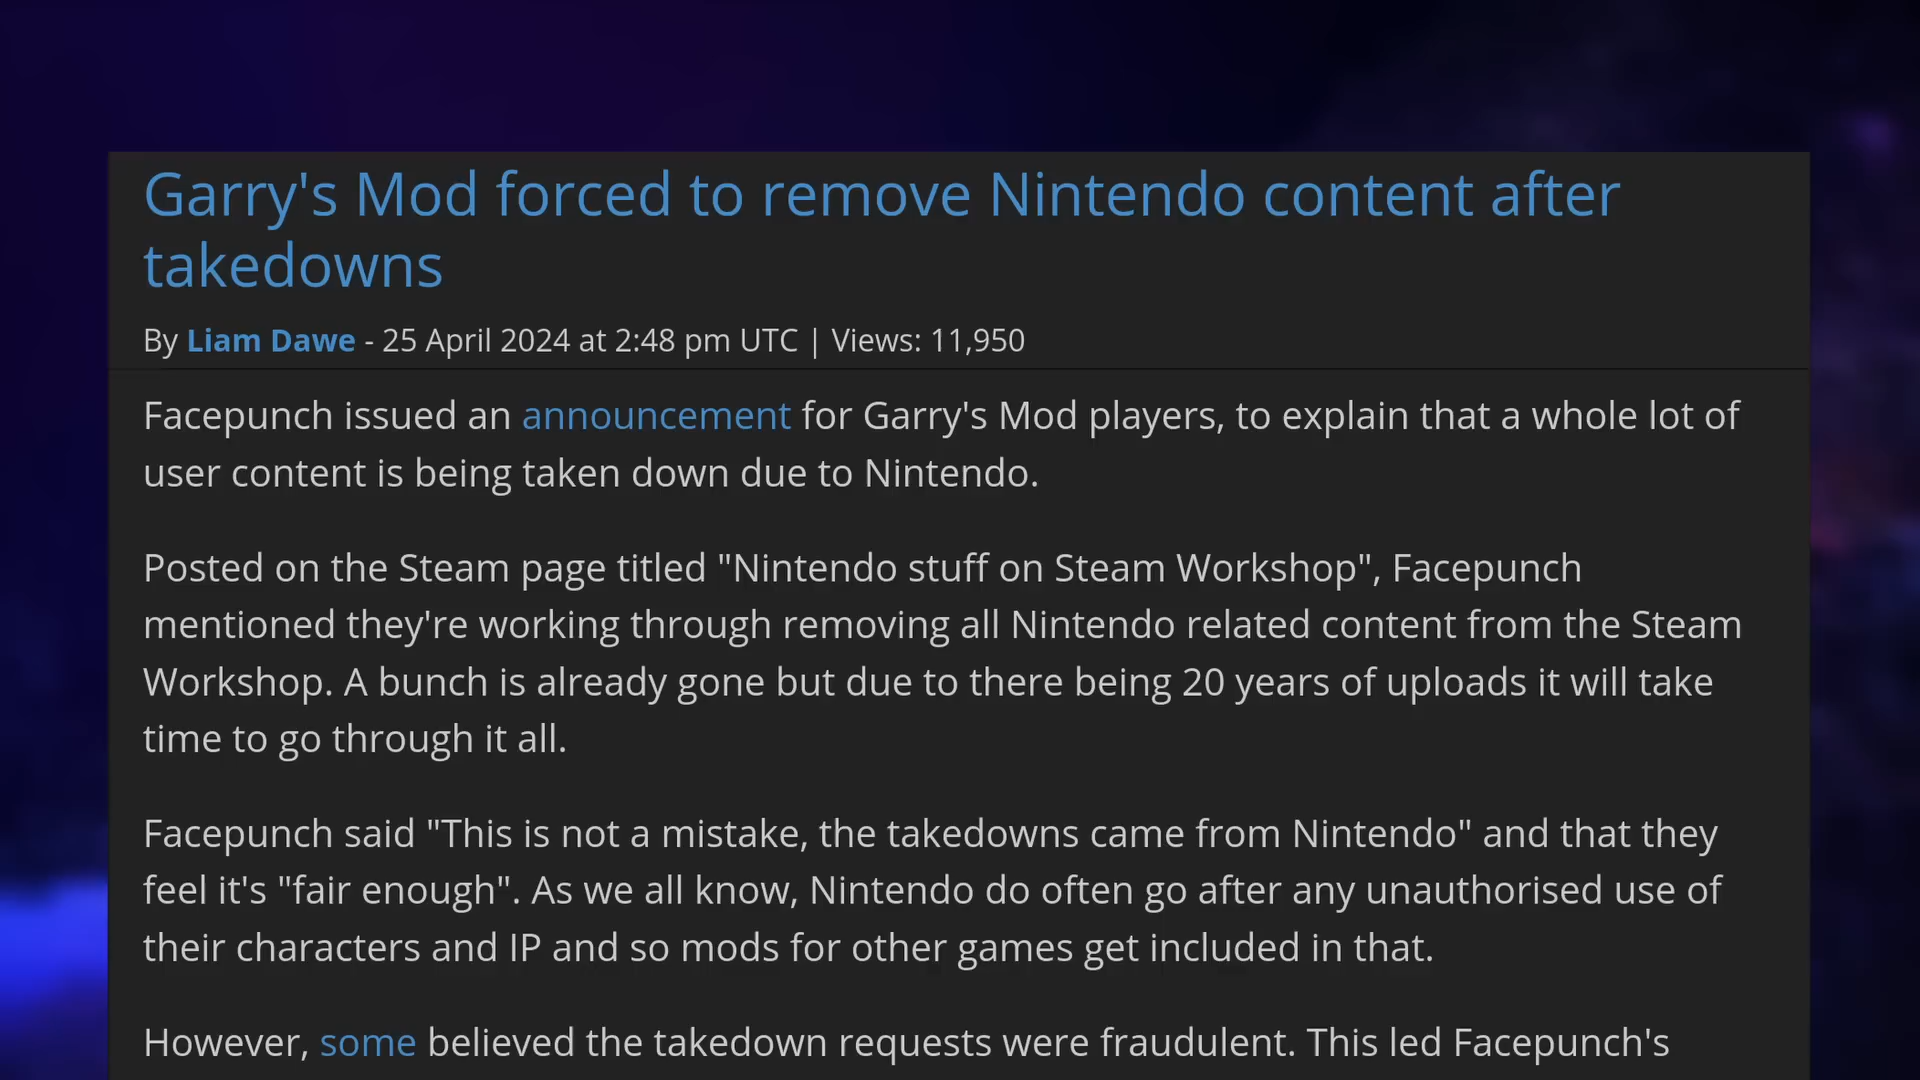 Garry's Mod forced to remove Nintendo content after
takedowns
By Liam Dawe - 25 April 2024 at 2:48 pm UTC | Views: 11,950
Facepunch issued an announcement for Garry's Mod players, to explain that a whole lot of
user content is being taken down due to Nintendo.
Posted on the Steam page titled "Nintendo stuff on Steam Workshop", Facepunch
mentioned they're working through removing all Nintendo related content from the Steam
Workshop. A bunch is already gone but due to there being 20 years of uploads it will take
time to go through it all.
Facepunch said "This is not a mistake, the takedowns came from Nintendo" and that they
feel it's "fair enough". As we all know, Nintendo do often go after any unauthorised use of
their characters and IP and so mods for other games get included in that.
However, some believed the takedown requests were fraudulent. This led Facepunch's